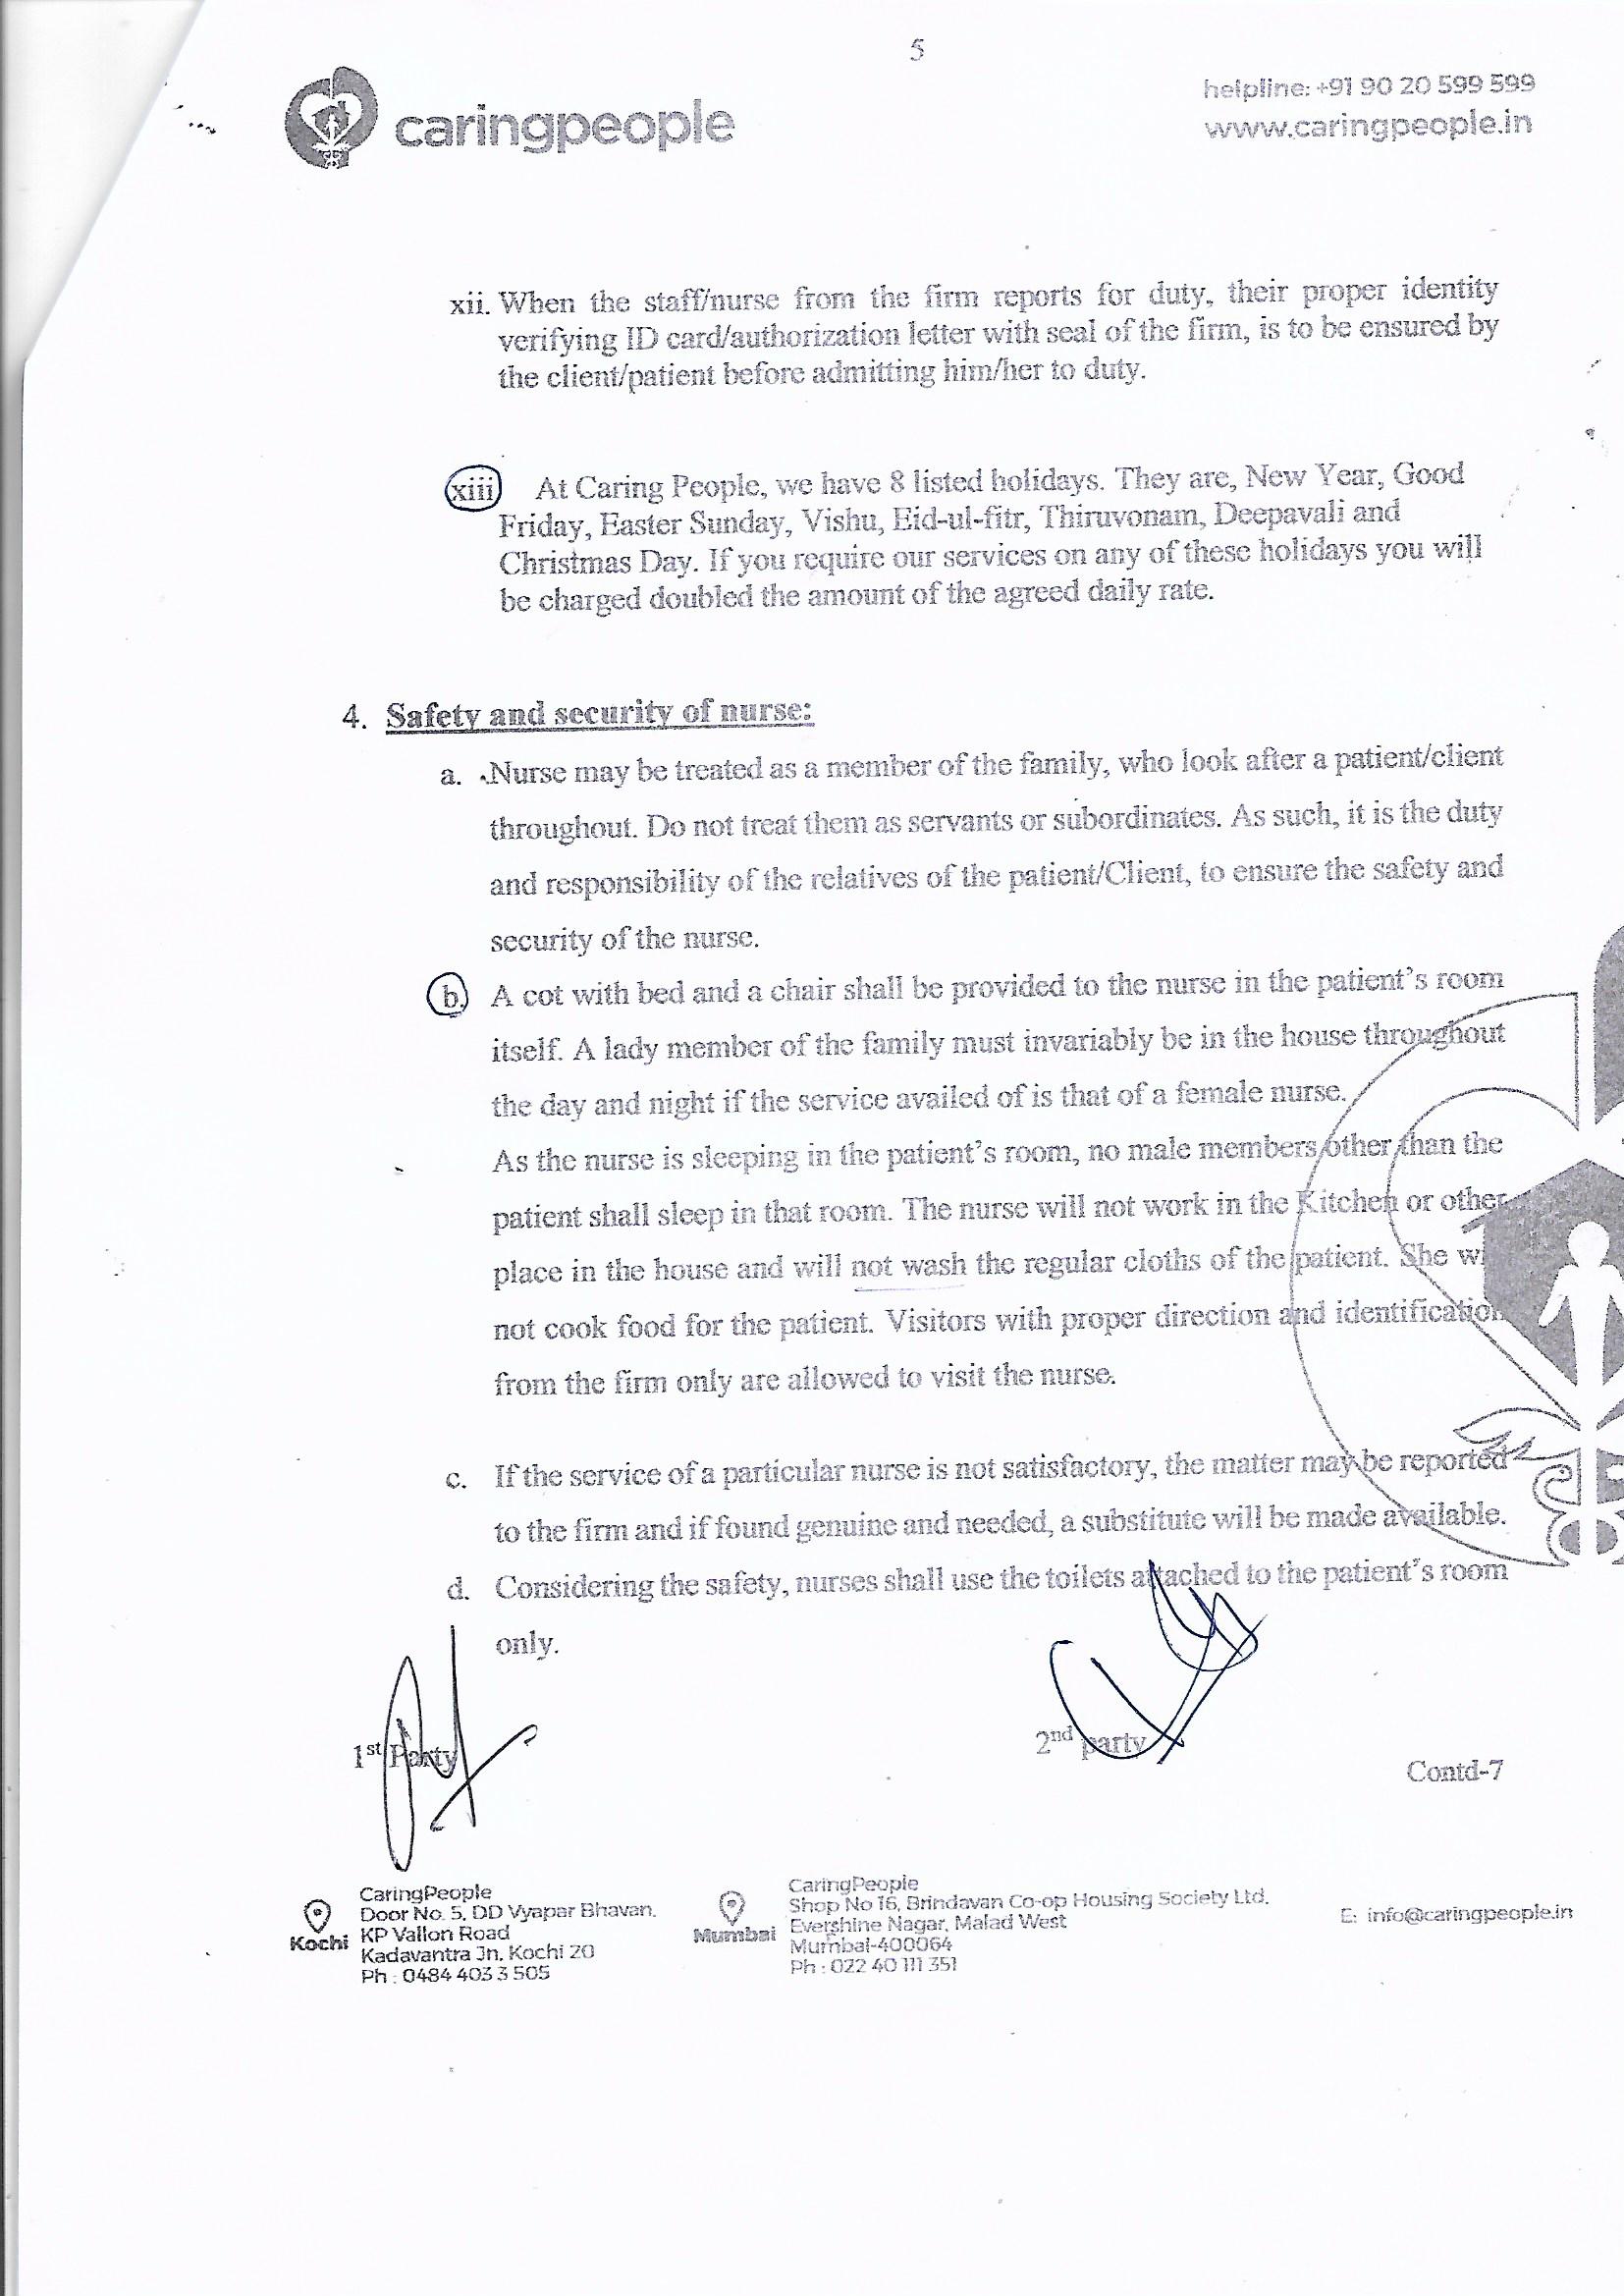 5
caringpeople
helpline: +91 90 20 599 599
www.caringpeople.in
xii. When the staff/nurse from the firm reports for duty, their proper identity
verifying ID card/authorization letter with seal of the firm, is to be ensured by
the client/patient before admitting him/her to duty.
xiii At Caring People, we have 8 listed holidays. They are, New Year, Good
Friday, Easter Sunday, Vishu, Eid-ul-fitr, Thiruvonam, Deepavali and
Christmas Day. If you require our services on any of these holidays you will
be charged doubled the amount of the agreed daily rate.
4. Safety and security of nurse:
a. Nurse may be treated as a member of the family, who look after a patient/client
throughout. Do not treat them as servants or subordinates. As such, it is the duty
and responsibility of the relatives of the patient/Client, to ensure the safety and
security of the nurse.
b. A cot with bed and a chair shall be provided to the nurse in the patient's room
itself. A lady member of the family must invariably be in the house throughout
the day and night if the service availed of is that of a female nurse.
As the nurse is sleeping in the patient's room, no male members other than the
patient shall sleep in that room. The nurse will not work in the Kitchen or other
place in the house and will not wash the regular cloths of the patient. She
not cook food for the patient. Visitors with proper direction and identification
from the firm only are allowed to visit the nurse.
c. If the service of a particular nurse is not satisfactory, the matter may be reported
to the firm and if found genuine and needed, a substitute will be made available.
d. Considering the safety, nurses shall use the toilets attached to the patient's room
only.
1st Party
2nd party
Contd-7
Kochi
CaringPeople
Door No. 5, DD Vyapar Bhavan,
KP Vallon Road
Kadavantra Jn, Kochi 20
Ph : 0484 403 3 505
Mumbai
CaringPeople
Shop No 16, Brindavan Co-op Housing Society Ltd.
Evershine Nagar, Malad West
Mumbai-400064
Ph : 022 40 111 351
E: info@caringpeople.in